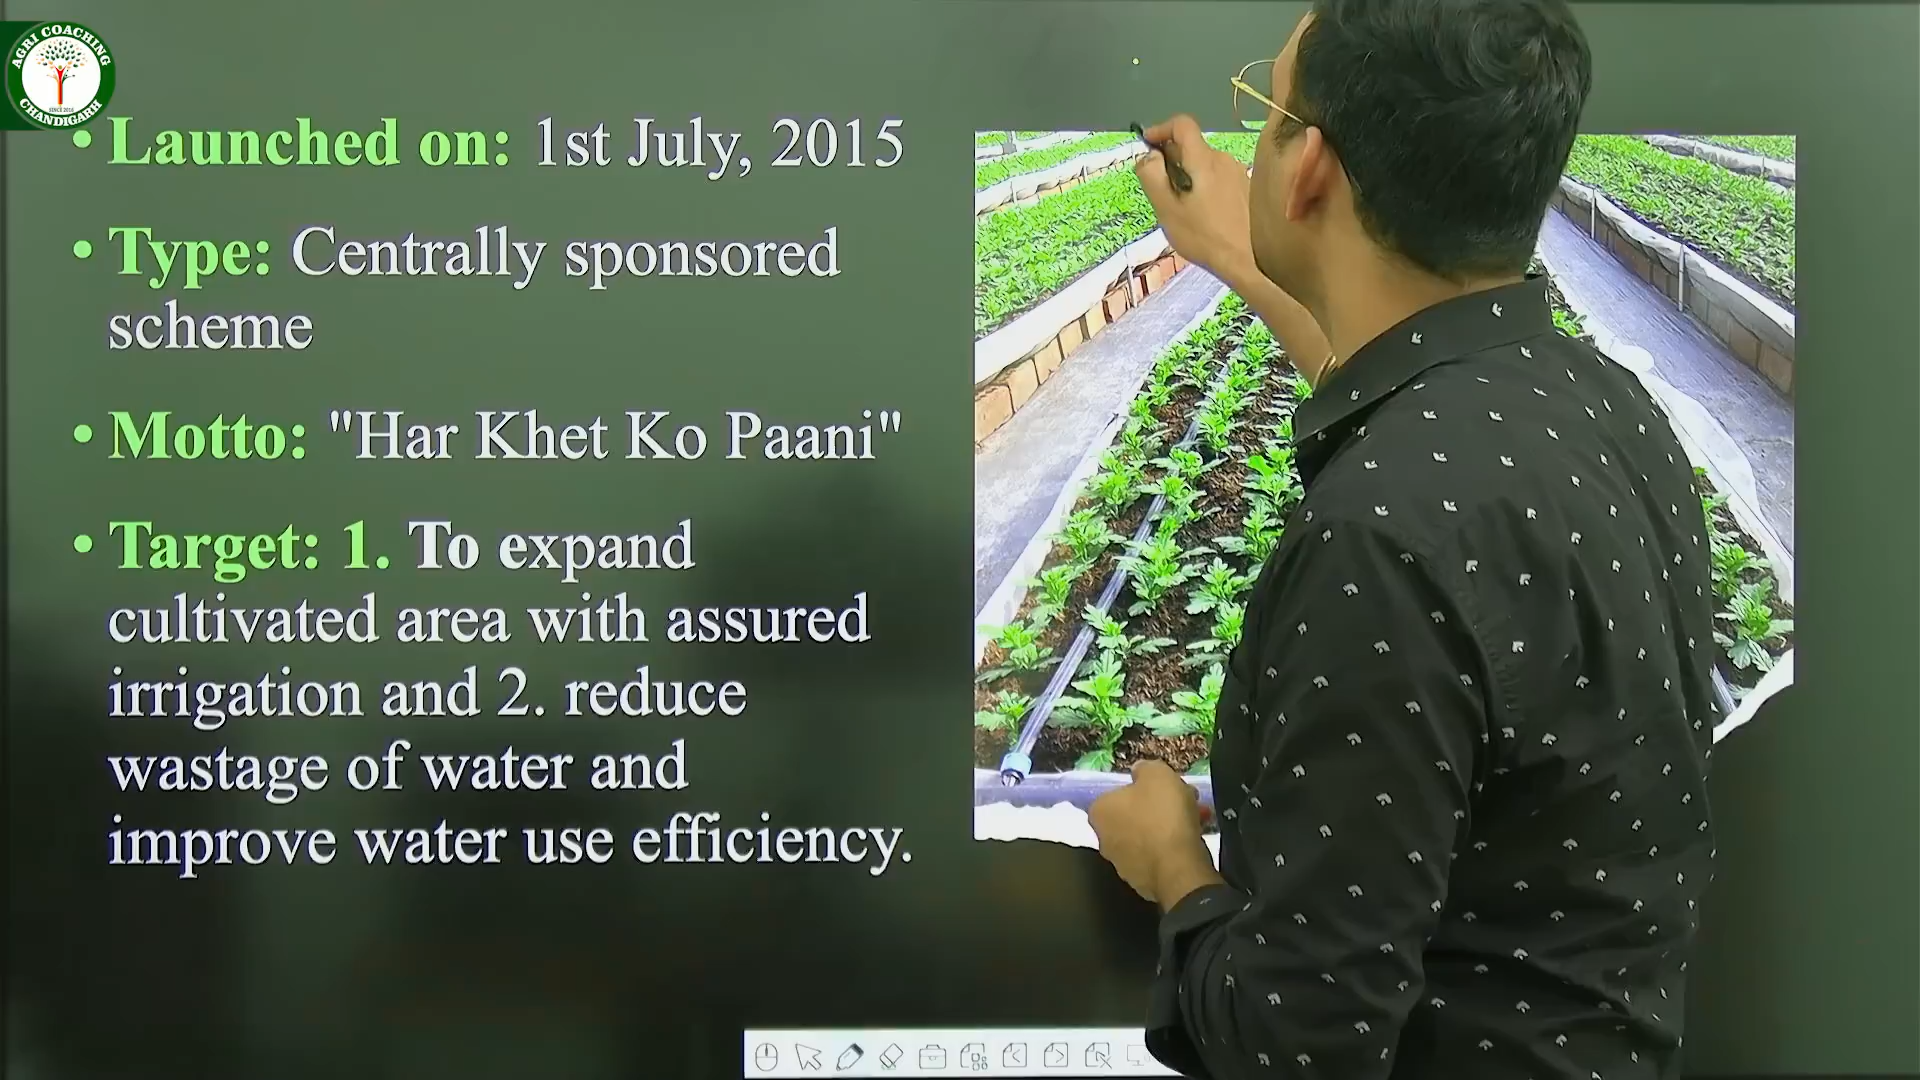 AGRI COACHING
SINCE 2016
CHANDIGARH
• Launched on: 1st July, 2015
• Type: Centrally sponsored
scheme
• Motto: "Har Khet Ko Paani"
• Target: 1. To expand
cultivated area with assured
irrigation and 2. reduce
wastage of water and
improve water use efficiency.